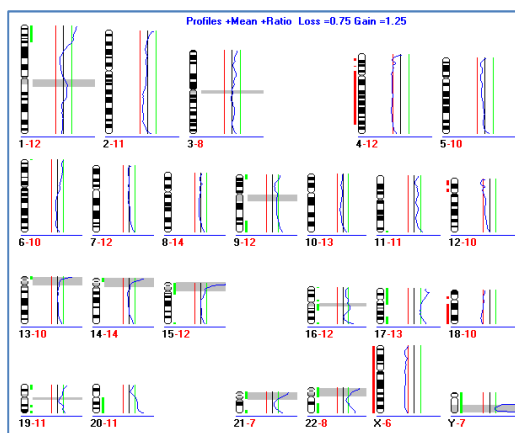 Profiles +Mean +Ratio Loss =0.75 Gain =1.25
1-12 2-11 3-8 4-12 5-10
6-10 7-12 8-14 9-12 10-13 11-11 12-10
13-10 14-14 15-12 16-12 17-13 18-10
19-11 20-11 21-7 22-8 X-6 Y-7